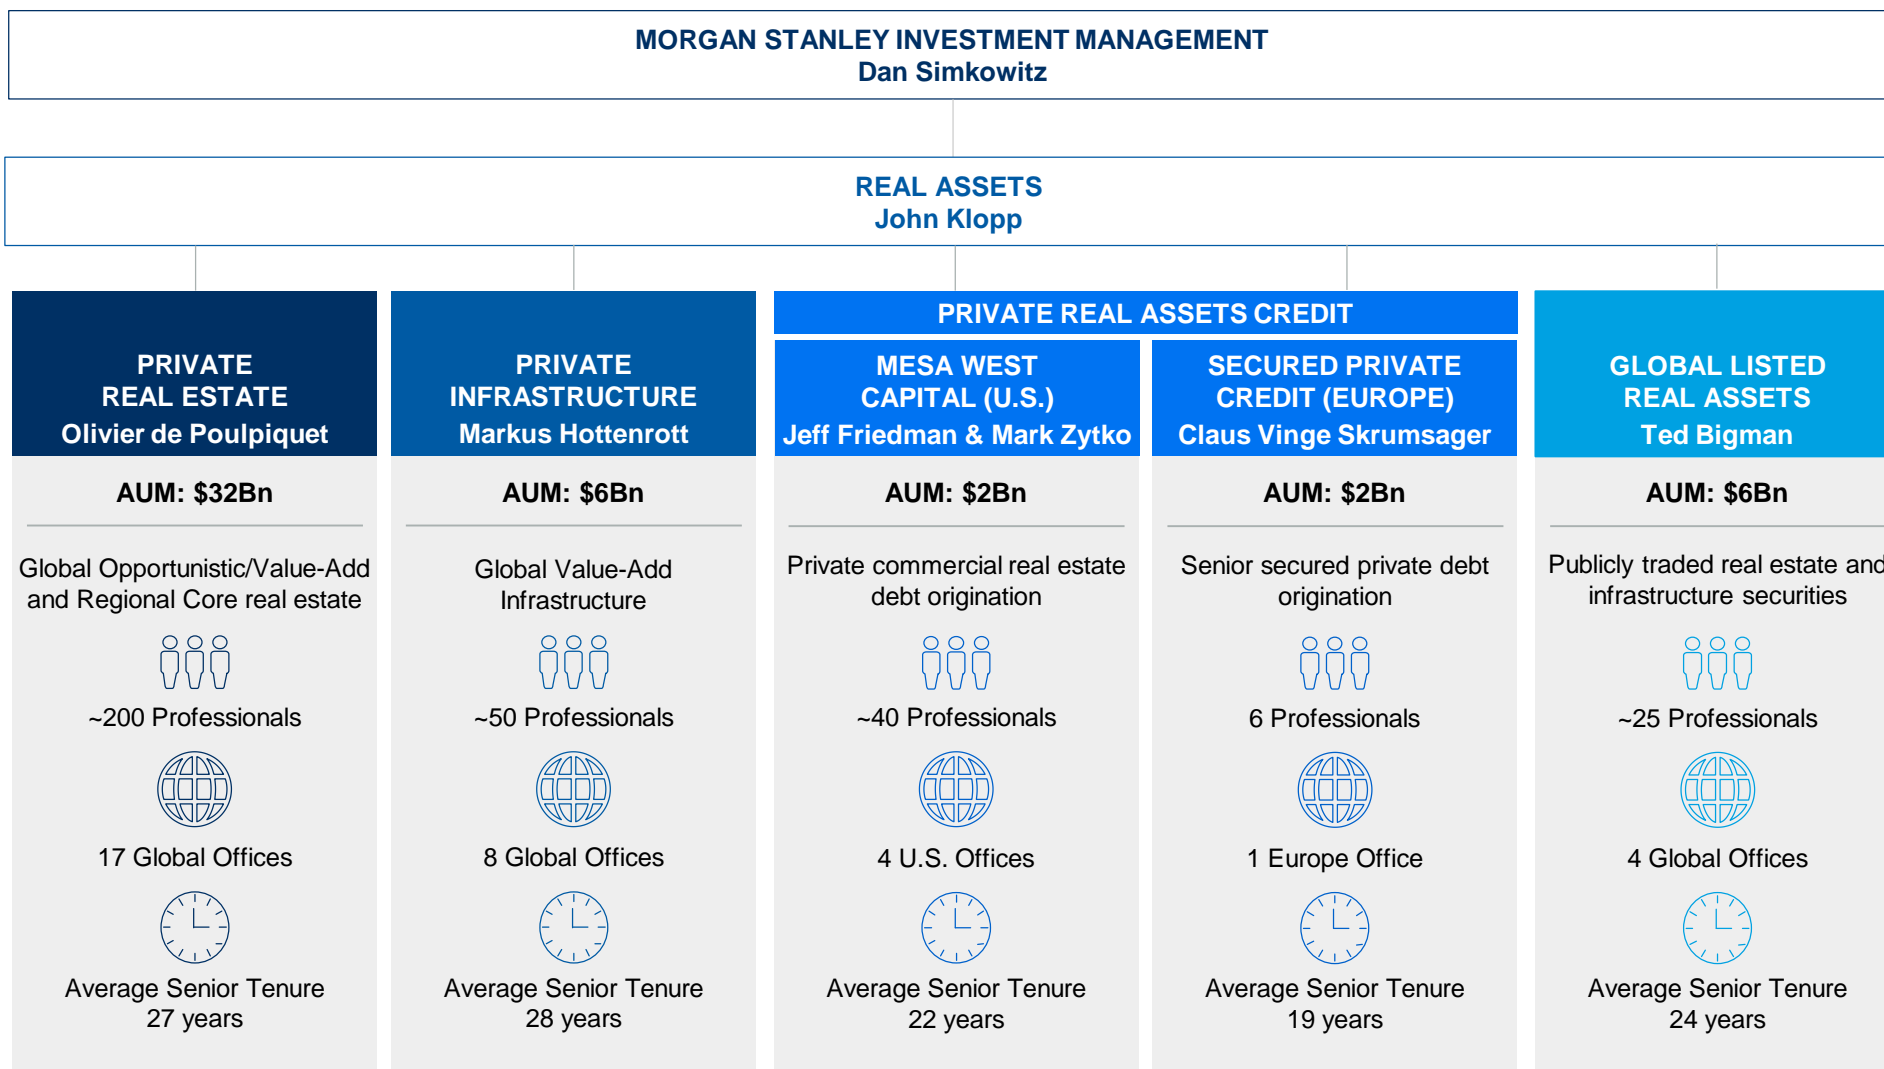 MORGAN STANLEY INVESTMENT MANAGEMENT
Dan Simkowitz
REAL ASSETS
John Klopp
PRIVATE
REAL ESTATE
Olivier de Poulpiquet
AUM: $32Bn
Global Opportunistic/Value-Add
and Regional Core real estate
~200 Professionals
17 Global Offices
Average Senior Tenure
27 years
PRIVATE
INFRASTRUCTURE
Markus Hottenrott
AUM: $6Bn
Global Value-Add
Infrastructure
~50 Professionals
8 Global Offices
Average Senior Tenure
28 years
PRIVATE REAL ASSETS CREDIT
MESA WEST
CAPITAL (U.S.)
Jeff Friedman & Mark Zytko
AUM: $2Bn
Private commercial real estate
debt origination
~40 Professionals
4 U.S. Offices
Average Senior Tenure
22 years
SECURED PRIVATE
CREDIT (EUROPE)
Claus Vinge Skrumsager
AUM: $2Bn
Senior secured private debt
origination
6 Professionals
1 Europe Office
Average Senior Tenure
19 years
GLOBAL LISTED
REAL ASSETS
Ted Bigman
AUM: $6Bn
Publicly traded real estate and
infrastructure securities
~25 Professionals
4 Global Offices
Average Senior Tenure
24 years